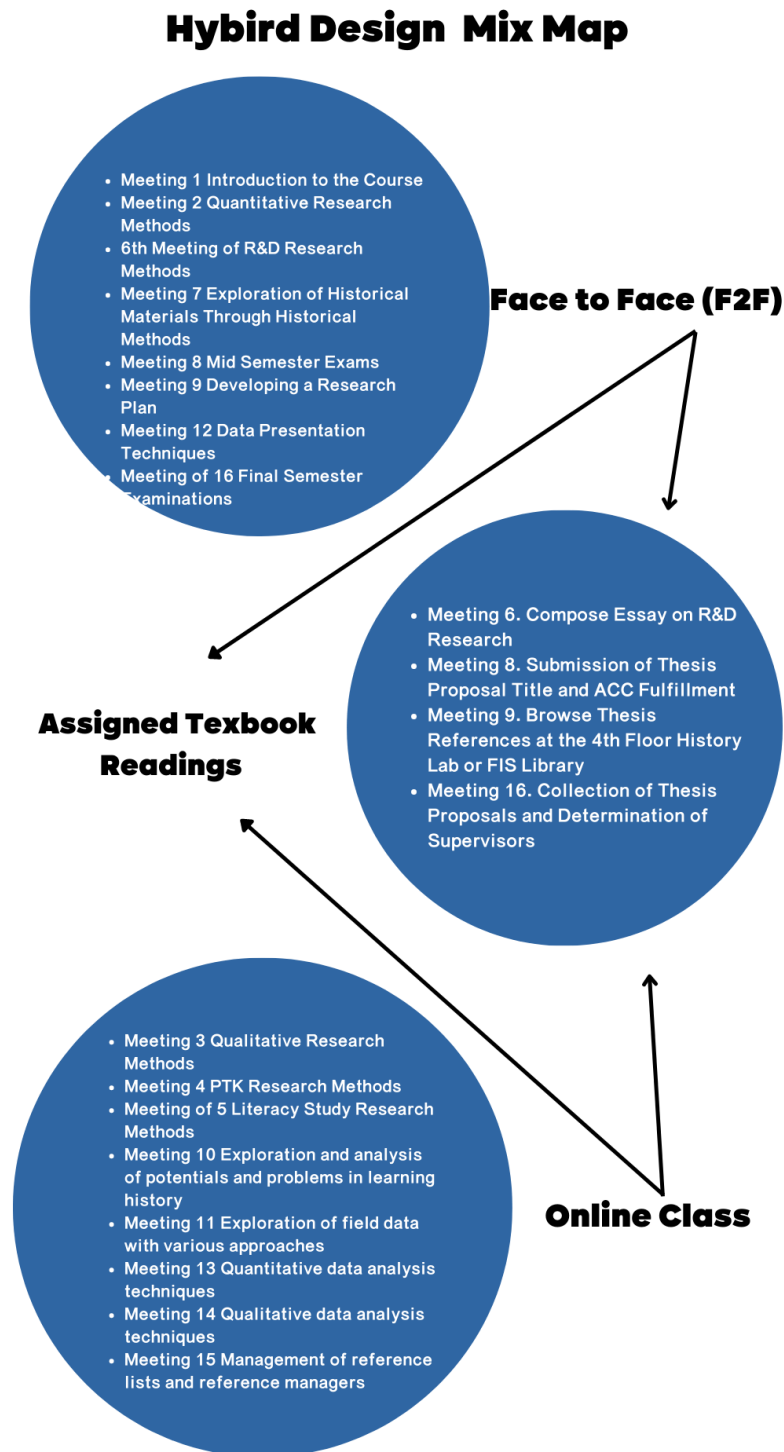 Hybird Design Mix Map
• Meeting 1 Introduction to the Course
• Meeting 2 Quantitative Research
Methods
• 6th Meeting of R&D Research
Methods
• Meeting 7 Exploration of Historical
Materials Through Historical
Methods
• Meeting 8 Mid Semester Exams
• Meeting 9 Developing a Research
Plan
• Meeting 12 Data Presentation
Techniques
• Meeting of 16 Final Semester
Examinations
Face to Face (F2F)
• Meeting 6. Compose Essay on R&D
Research
• Meeting 8. Submission of Thesis
Proposal Title and ACC Fulfillment
• Meeting 9. Browse Thesis
References at the 4th Floor History
Lab or FIS Library
• Meeting 16. Collection of Thesis
Proposals and Determination of
Supervisors
Assigned Texbook
Readings
• Meeting 3 Qualitative Research
Methods
• Meeting 4 PTK Research Methods
• Meeting of 5 Literacy Study Research
Methods
• Meeting 10 Exploration and analysis
of potentials and problems in learning
history
• Meeting 11 Exploration of field data
with various approaches
• Meeting 13 Quantitative data analysis
techniques
• Meeting 14 Qualitative data analysis
techniques
• Meeting 15 Management of reference
lists and reference managers
Online Class